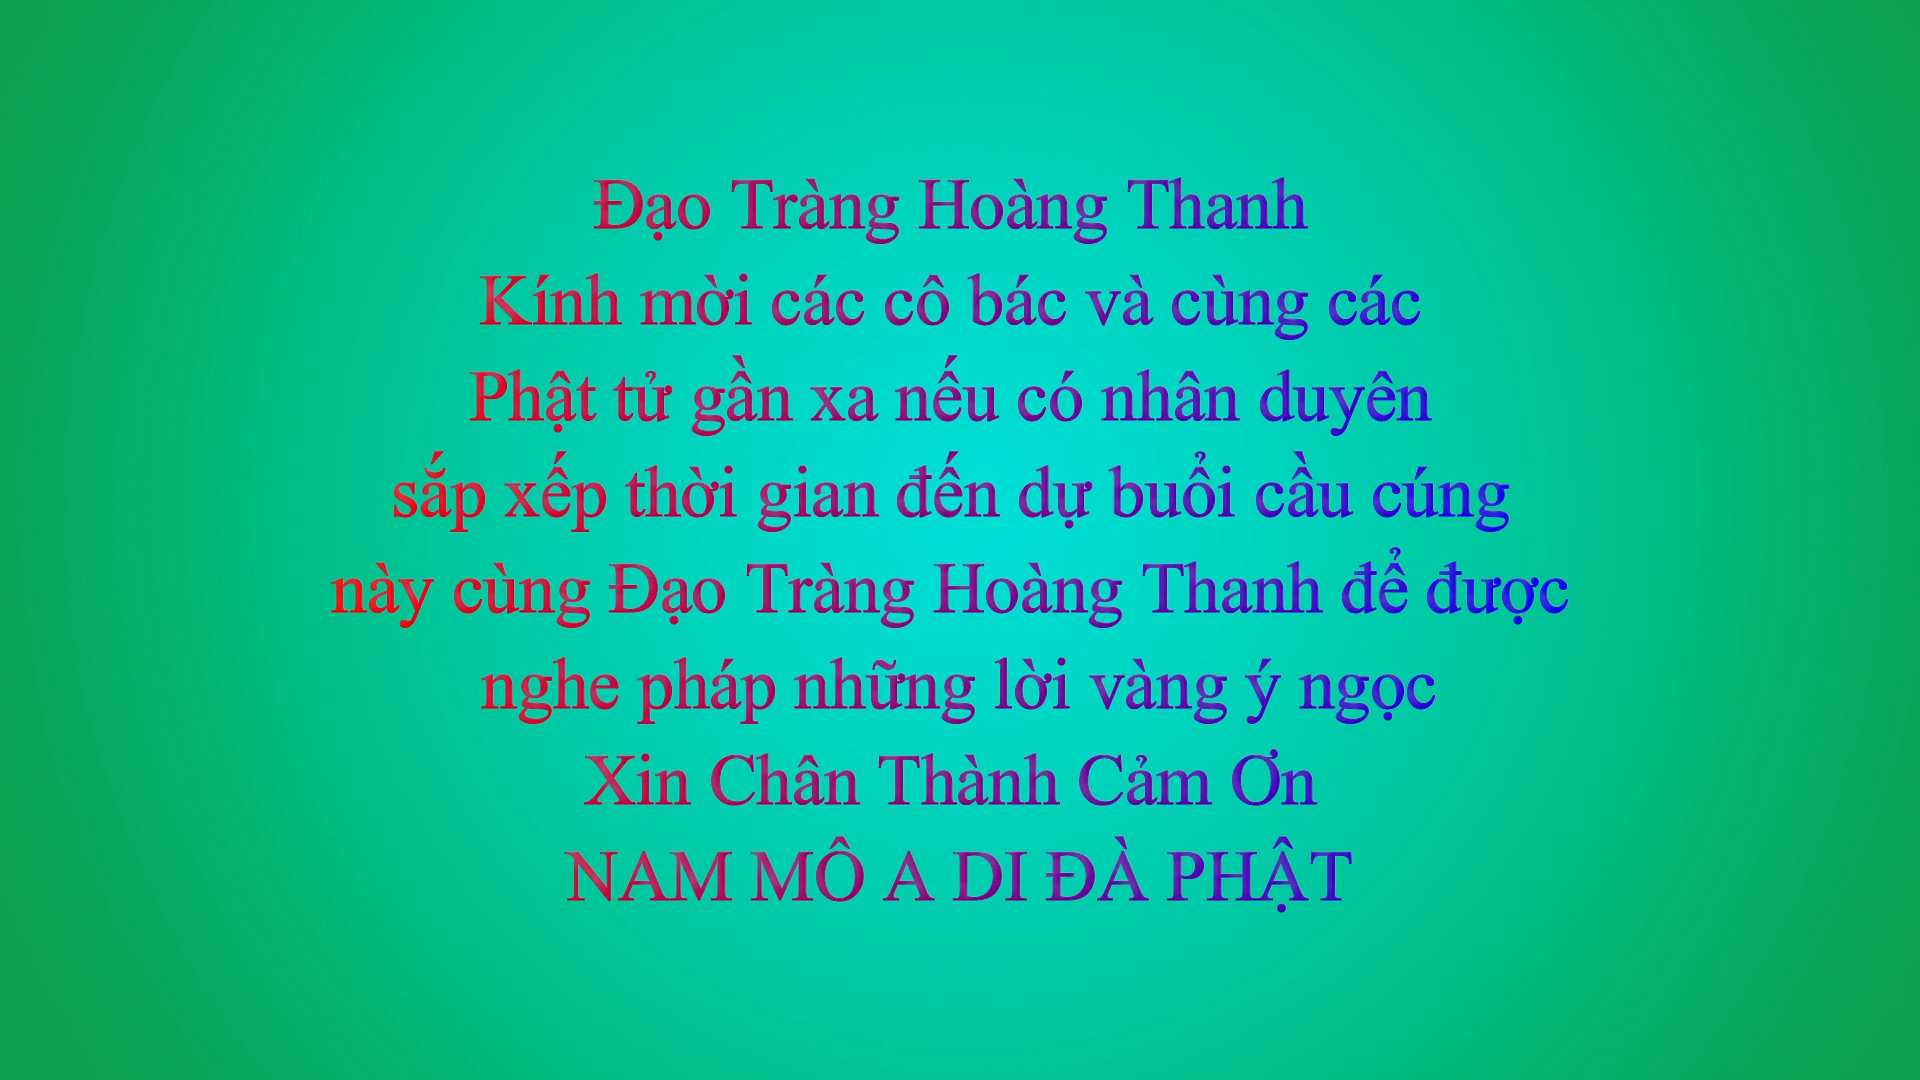 Đạo Tràng Hoàng Thanh
Kính mời các cô bác và cùng các
Phật tử gần xa nếu có nhân duyên
sắp xếp thời gian đến dự buổi cầu cúng
này cùng Đạo Tràng Hoàng Thanh để được
nghe pháp những lời vàng ý ngọc
Xin Chân Thành Cảm Ơn
NAM MÔ A DI ĐÀ PHẬT